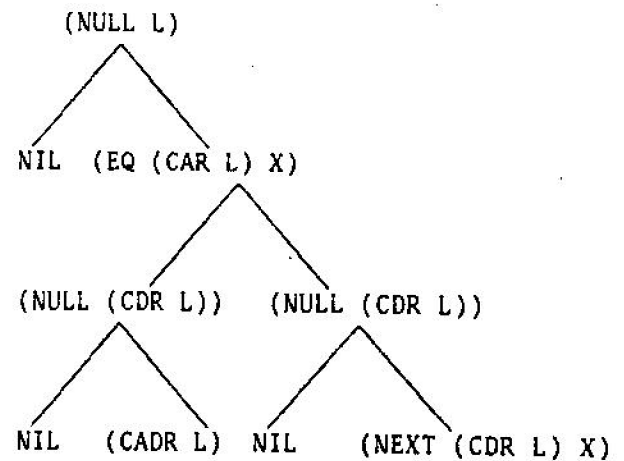 (NULL L)
NIL (EQ (CAR L) X)
(NULL (CDR L)) (NULL (CDR L))
NIL (CADR L) NIL (NEXT (CDR L) X)